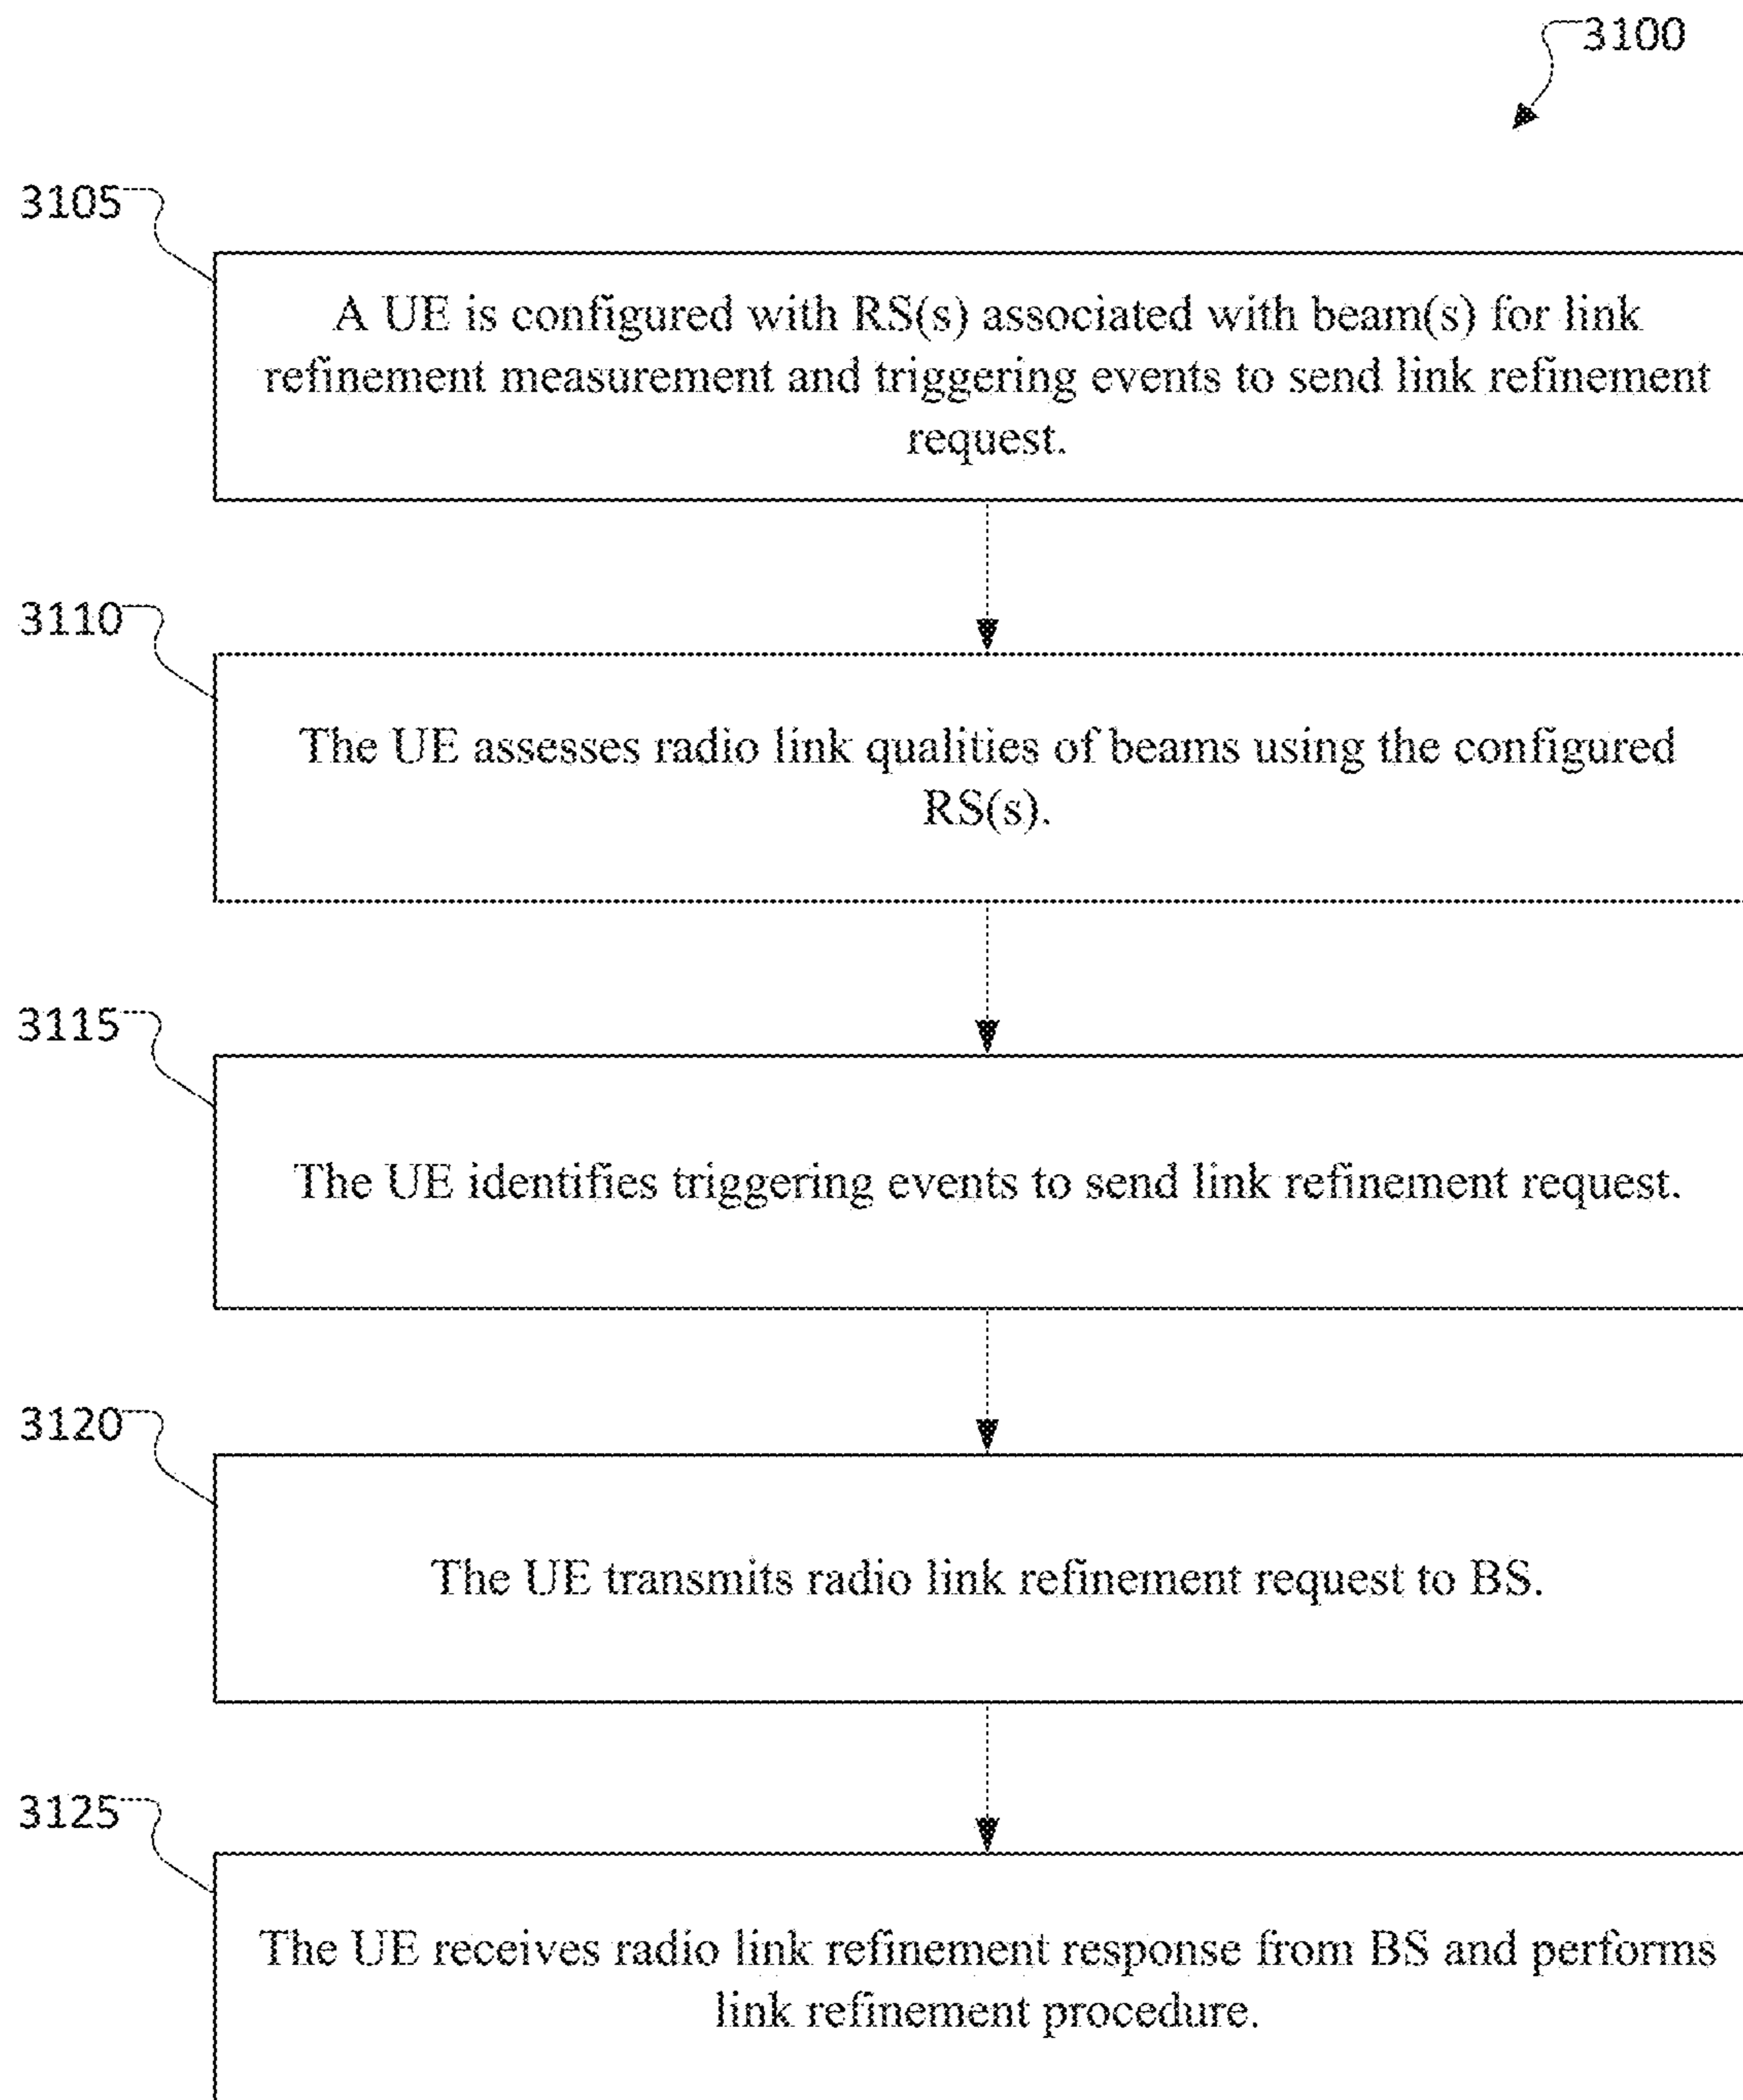 3100
3105
A UE is configured with RS(s) associated with beam(s) for link
refinement measurement and triggering events to send link refinement
request.
3110
The UE assesses radio link qualities of beams using the configured
RS(s).
3115
The UE identifies triggering events to send link refinement request.
3120
The UE transmits radio link refinement request to BS.
3125
The UE receives radio link refinement response from BS and performs
link refinement procedure.